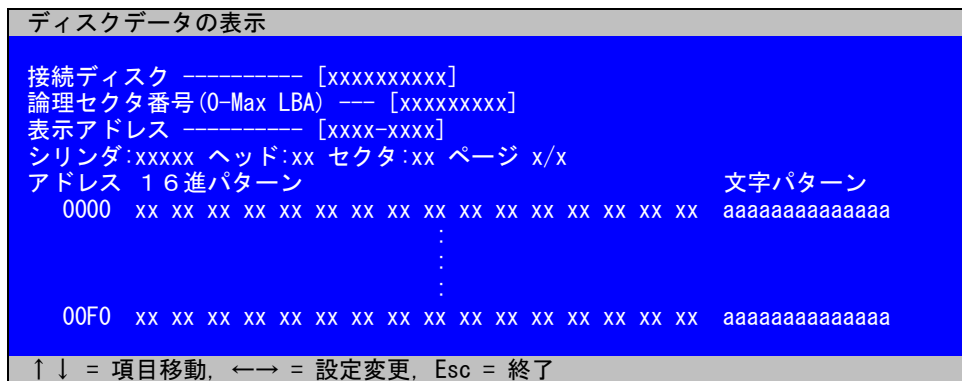 ディスクデータの表示
接続ディスク ---------- [xxxxxxxxxx]
論理セクタ番号(0-Max LBA) --- [xxxxxxxxx]
表示アドレス ---------- [xxxx-xxxx]
シリンダ:xxxxx ヘッド:xx セクタ:xx ページ x/x
アドレス １６進パターン 文字パターン
0000 xx xx xx xx xx xx xx xx xx xx xx xx xx xx xx xx aaaaaaaaaaaaaa
:
:
:
00F0 xx xx xx xx xx xx xx xx xx xx xx xx xx xx xx xx aaaaaaaaaaaaaa
↑↓ = 項目移動, ←→ = 設定変更, Esc = 終了